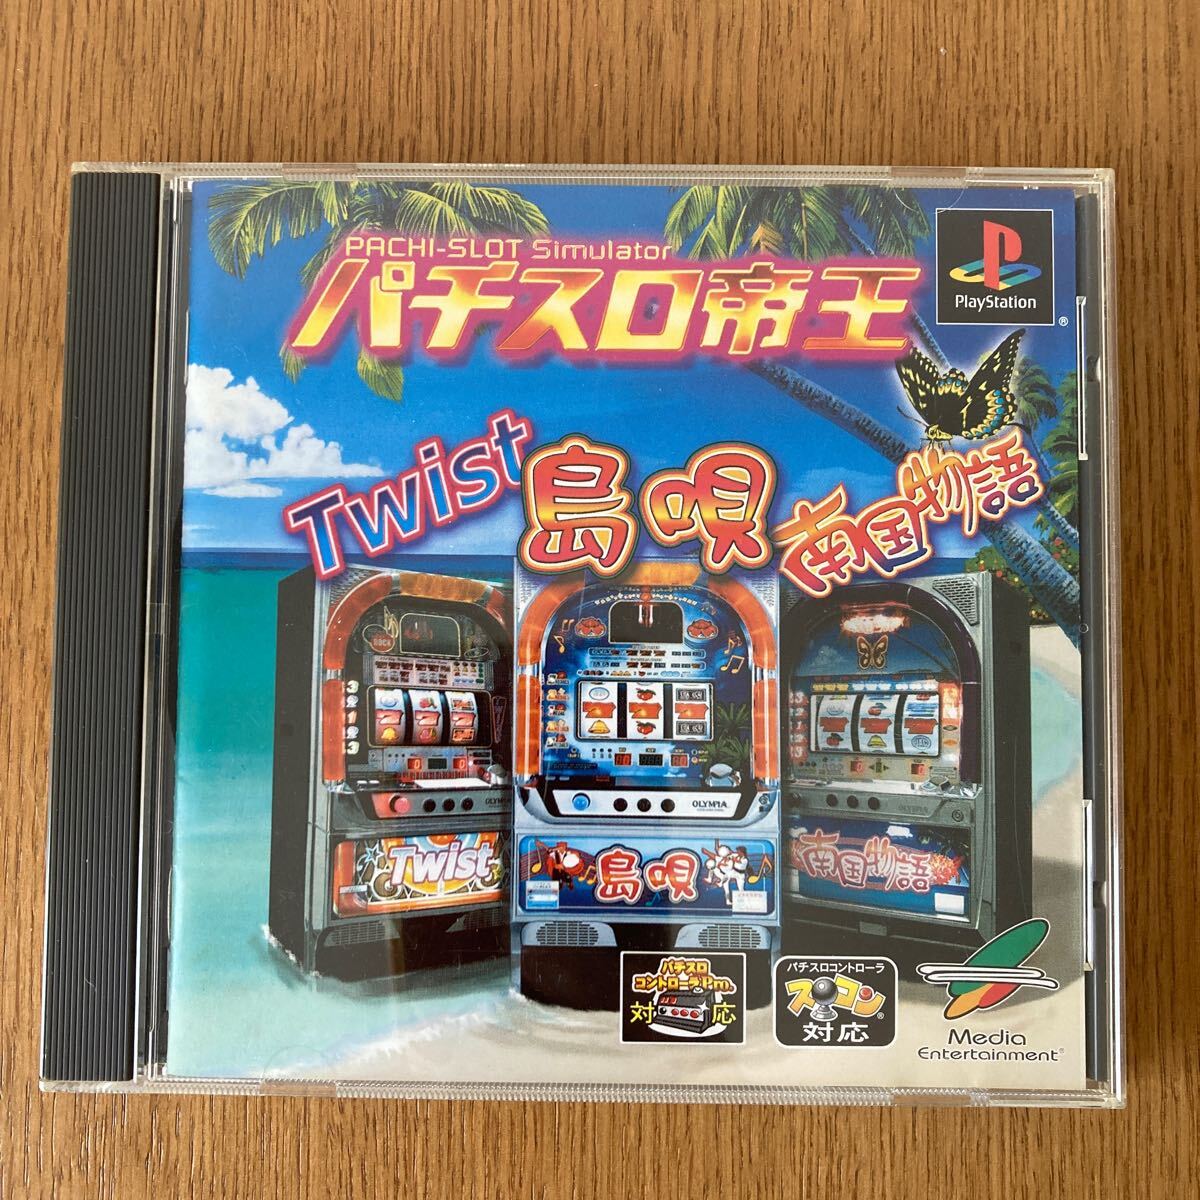 PACHI-SLOT Simulator
パチスロ帝王
PlayStation
®
Twist
島唄
南国物語
ROCK
OLYMPIA
OLYMPIA
Twist
島唄
南国物語
パチスロ
コントローラPro.
対応
パチスロコントローラ
スロコン®
対応
Media
Entertainment®